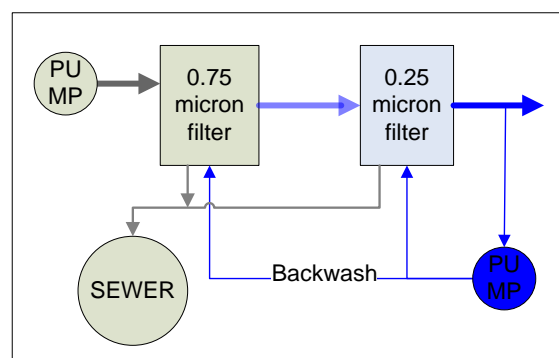 PU
MP
0.75
micron
filter
0.25
micron
filter
Backwash
SEWER
PU
MP